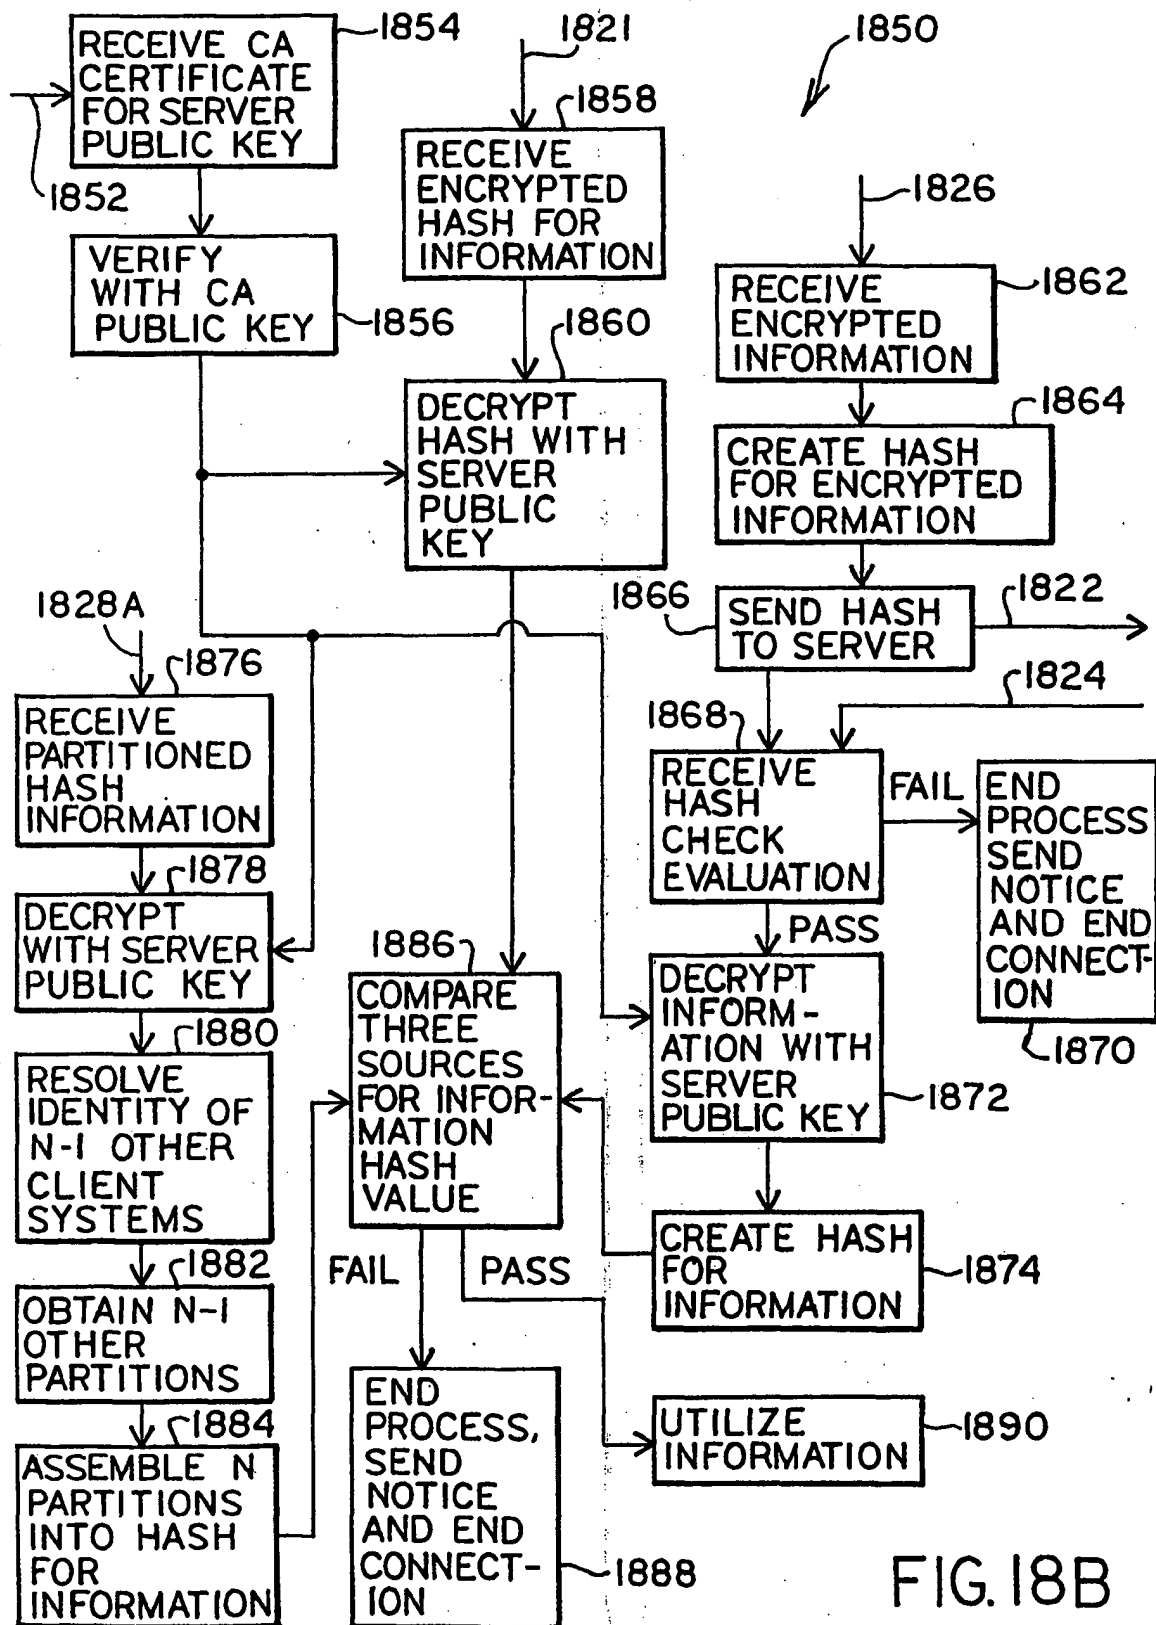 1854
RECEIVE CA
CERTIFICATE
FOR SERVER
PUBLIC KEY
1852
VERIFY
WITH CA
PUBLIC KEY
1856
1821
1858
RECEIVE
ENCRYPTED
HASH FOR
INFORMATION
1860
DECRYPT
HASH WITH
SERVER
PUBLIC
KEY
1850
1826
1862
RECEIVE
ENCRYPTED
INFORMATION
1864
CREATE HASH
FOR ENCRYPTED
INFORMATION
1866
SEND HASH
TO SERVER
1822
1824
1868
RECEIVE
HASH
CHECK
EVALUATION
FAIL
END
PROCESS
SEND
NOTICE
AND END
CONNECT-
ION
1870
PASS
DECRYPT
INFORM-
ATION WITH
SERVER
PUBLIC KEY
1872
CREATE HASH
FOR
INFORMATION
1874
1828A
1876
RECEIVE
PARTITIONED
HASH
INFORMATION
1878
DECRYPT
WITH SERVER
PUBLIC KEY
1880
RESOLVE
IDENTITY OF
N-1 OTHER
CLIENT
SYSTEMS
1882
OBTAIN N-1
OTHER
PARTITIONS
1884
ASSEMBLE N
PARTITIONS
INTO HASH
FOR
INFORMATION
1886
COMPARE
THREE
SOURCES
FOR INFOR-
MATION
HASH
VALUE
FAIL
PASS
END
PROCESS,
SEND
NOTICE
AND END
CONNECT-
ION
1888
UTILIZE
INFORMATION
1890
FIG. 18B